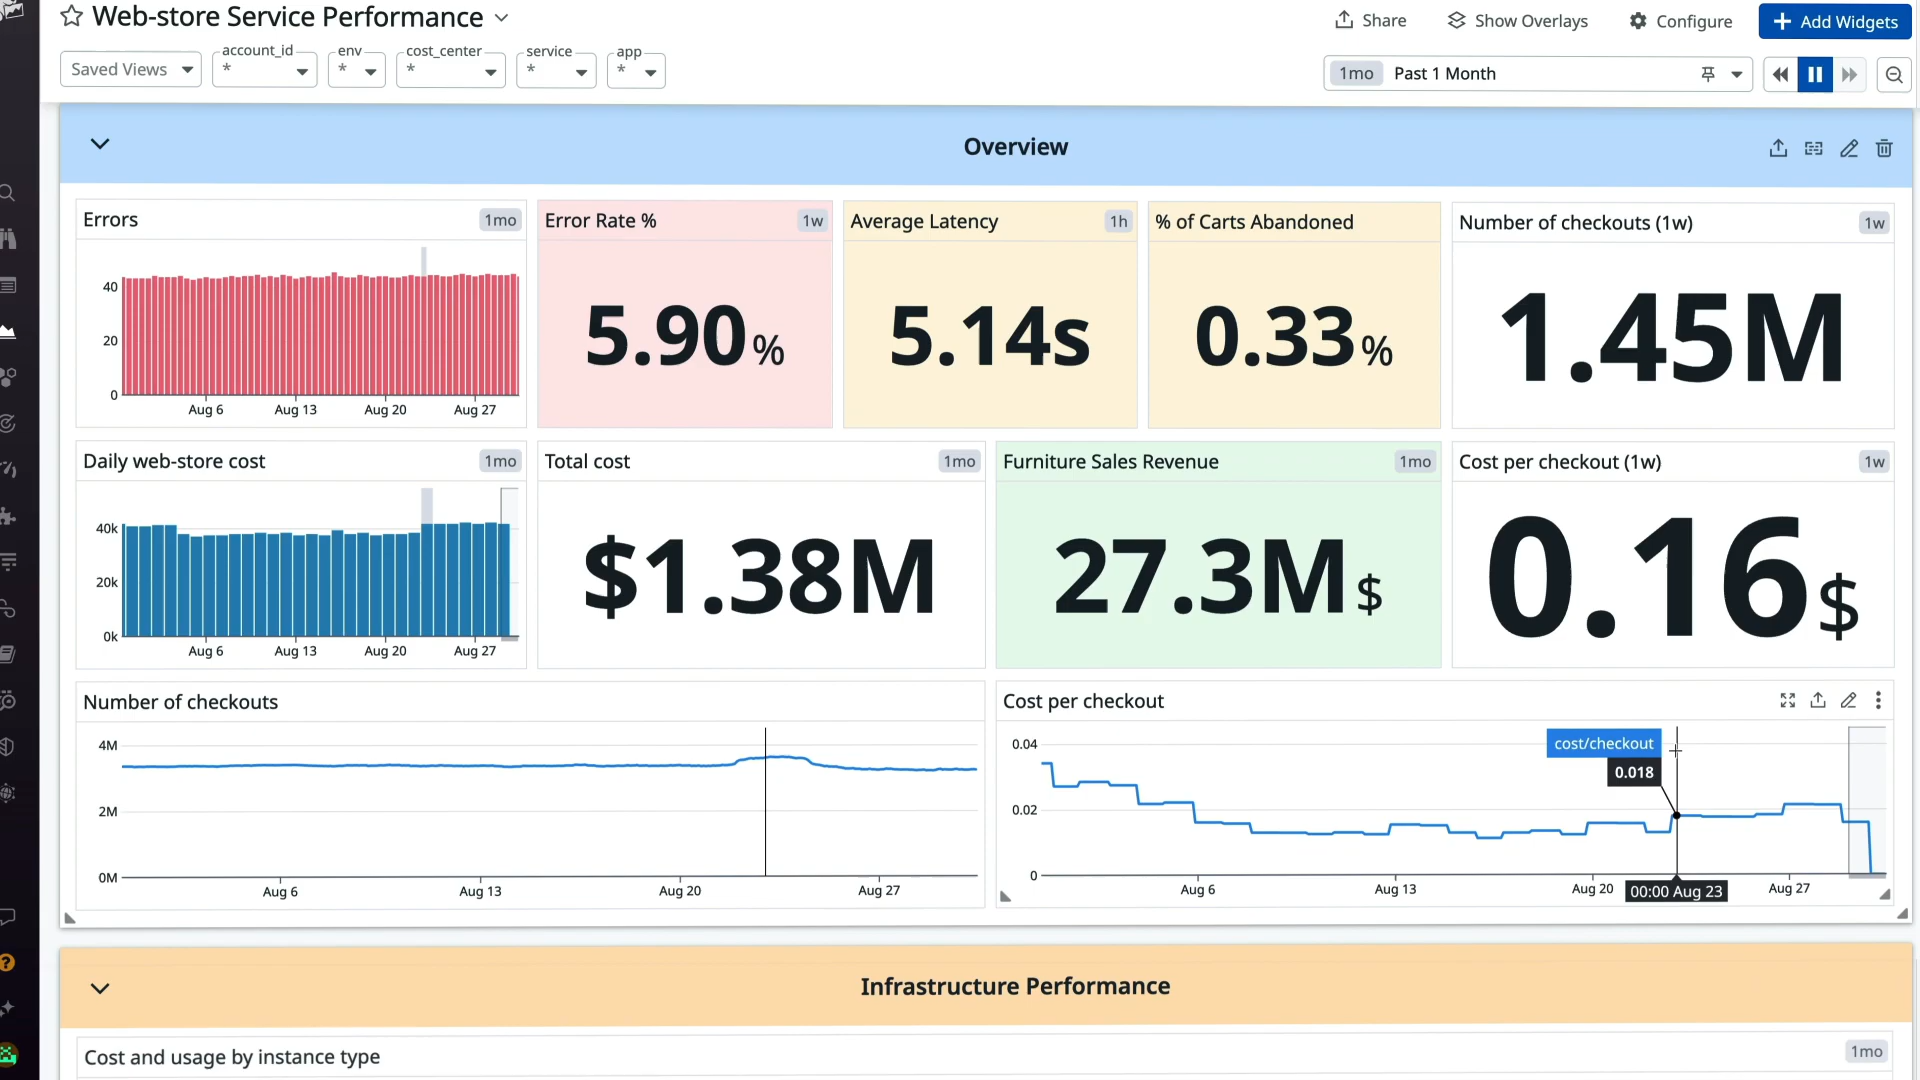 Web-store Service Performance
Share
Show Overlays
Configure
Add Widgets
Saved Views
account_id
*
env
*
cost_center
*
service
*
app
*
1mo Past 1 Month
Overview
Errors 1mo
40
20
0
Aug 6 Aug 13 Aug 20 Aug 27
Error Rate % 1w
5.90%
Average Latency 1h
5.14s
% of Carts Abandoned
0.33%
Number of checkouts (1w) 1w
1.45M
Daily web-store cost 1mo
40k
20k
0k
Aug 6 Aug 13 Aug 20 Aug 27
Total cost 1mo
$1.38M
Furniture Sales Revenue 1mo
27.3M$
Cost per checkout (1w) 1w
0.16$
Number of checkouts
4M
2M
0M
Aug 6 Aug 13 Aug 20 Aug 27
Cost per checkout
0.04
cost/checkout
0.018
0.02
0
Aug 6 Aug 13 Aug 20 00:00 Aug 23 Aug 27
Infrastructure Performance
Cost and usage by instance type 1mo